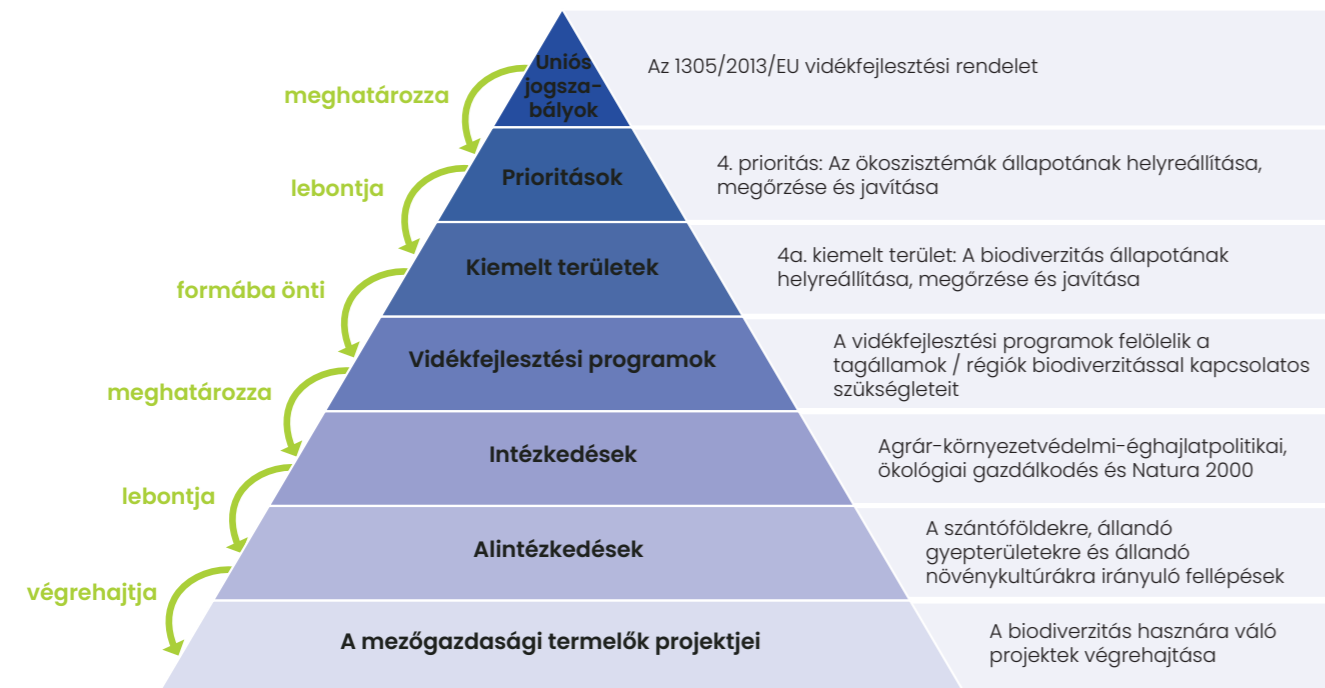 Uniós
jogsza-
bályok
Az 1305/2013/EU vidékfejlesztési rendelet
meghatározza
Prioritások
4. prioritás: Az ökoszisztémák állapotának helyreállítása,
megőrzése és javítása
lebontja
Kiemelt területek
4a. kiemelt terület: A biodiverzitás állapotának
helyreállítása, megőrzése és javítása
formába önti
Vidékfejlesztési programok
A vidékfejlesztési programok felölelik a
tagállamok / régiók biodiverzitással kapcsolatos
szükségleteit
meghatározza
Intézkedések
Agrár-környezetvédelmi-éghajlatpolitikai,
ökológiai gazdálkodés és Natura 2000
lebontja
Alintézkedések
A szántóföldekre, állandó
gyepterületekre és állandó
növénykultúrákra irányuló fellépések
végrehajtja
A mezőgazdasági termelők projektjei
A biodiverzitás hasznára váló
projektek végrehajtása